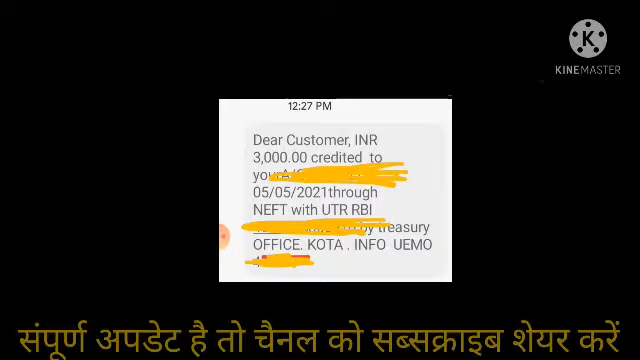 KINEMASTER
12:27 PM
Dear Customer, INR
3,000.00 credited to
05/05/2021through
NEFT with UTR RBI
by treasury
OFFICE. KOTA . INFO UEMO
संपूर्ण अपडेट है तो चैनल को सब्सक्राइब शेयर करें